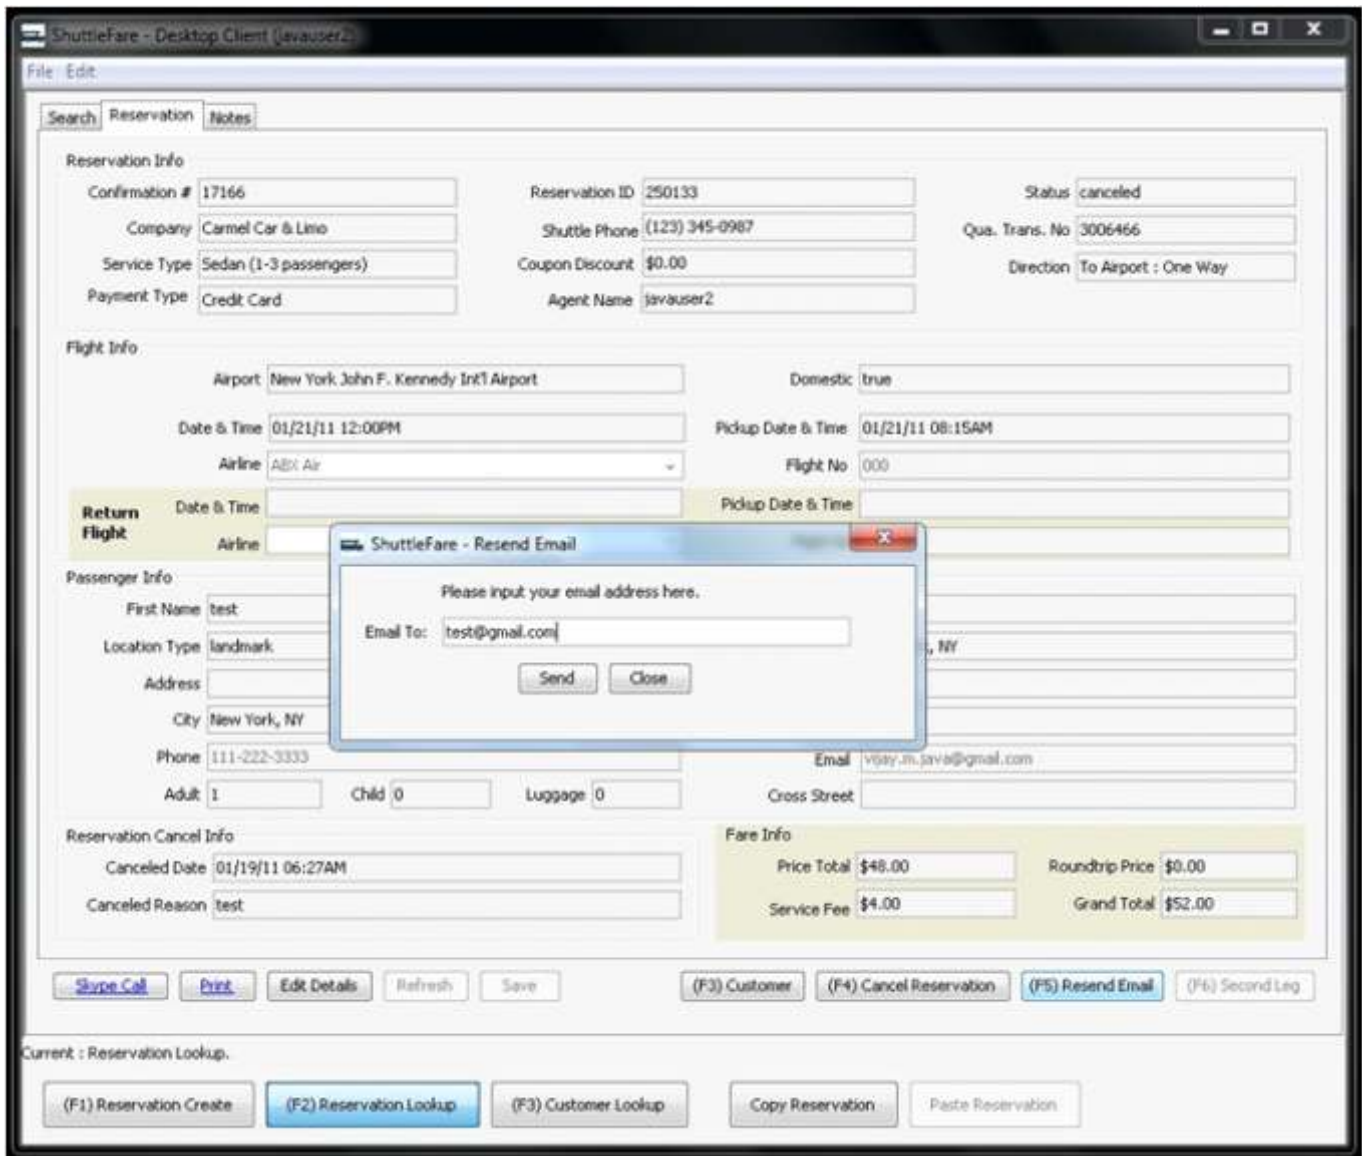 ShuttleFare - Desktop Client (javauser2)
File Edit
Search Reservation Notes
Reservation Info
Confirmation # 17166 Reservation ID 250133 Status canceled
Company Carmel Car & Limo Shuttle Phone (123) 345-0987 Qua. Trans. No 3006466
Service Type Sedan (1-3 passengers) Coupon Discount $0.00 Direction To Airport : One Way
Payment Type Credit Card Agent Name javauser2
Flight Info
Airport New York John F. Kennedy Int'l Airport Domestic true
Date & Time 01/21/11 12:00PM Pickup Date & Time 01/21/11 08:15AM
Airline ABX Air Flight No 000
Return Flight Date & Time Pickup Date & Time
Airline
ShuttleFare - Resend Email
Please input your email address here.
Email To: test@gmail.com
Send Close
Passenger Info
First Name test
Location Type landmark , NY
Address
City New York, NY
Phone 111-222-3333 Email vijay.m.java@gmail.com
Adult 1 Child 0 Luggage 0 Cross Street
Reservation Cancel Info Fare Info
Canceled Date 01/19/11 06:27AM Price Total $48.00 Roundtrip Price $0.00
Canceled Reason test Service Fee $4.00 Grand Total $52.00
Skype Call Print Edit Details Refresh Save (F3) Customer (F4) Cancel Reservation (F5) Resend Email (F6) Second Leg
Current : Reservation Lookup.
(F1) Reservation Create (F2) Reservation Lookup (F3) Customer Lookup Copy Reservation Paste Reservation